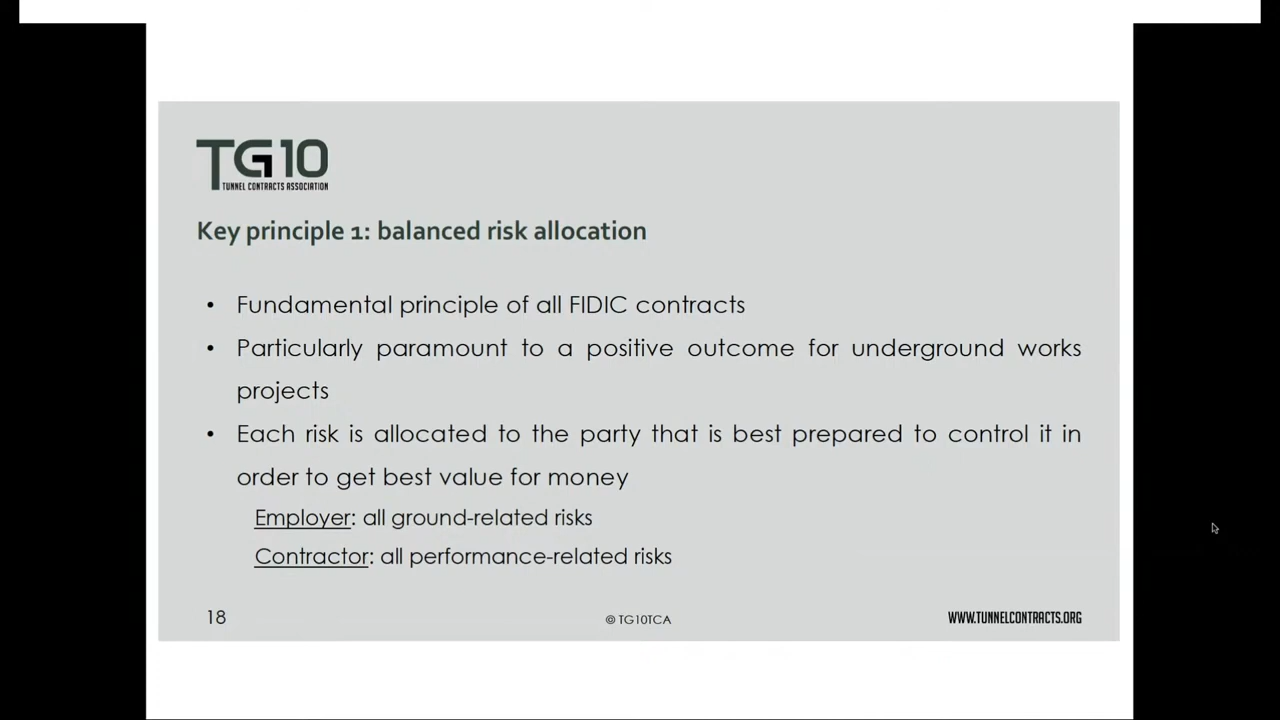 TG10
TUNNEL CONTRACTS ASSOCIATION
Key principle 1: balanced risk allocation
• Fundamental principle of all FIDIC contracts
• Particularly paramount to a positive outcome for underground works
projects
• Each risk is allocated to the party that is best prepared to control it in
order to get best value for money
Employer: all ground-related risks
Contractor: all performance-related risks
18
© TG10TCA
WWW.TUNNELCONTRACTS.ORG